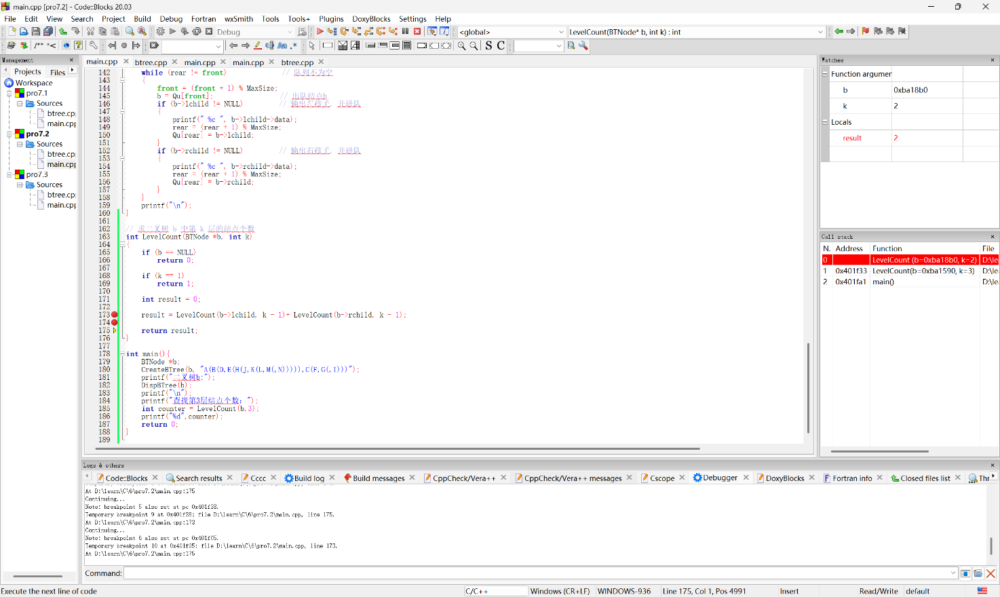 main.cpp [pro7.2] - Code::Blocks 20.03
File Edit View Search Project Build Debug Fortran wxSmith Tools Tools+ Plugins DoxyBlocks Settings Help
Debug
<global>
LevelCount(BTNode* b, int k) : int
/** *<
S C
Management
Projects Files
Workspace
pro7.1
Sources
btree.cpp
main.cpp
pro7.2
Sources
btree.cpp
main.cpp
pro7.3
Sources
btree.cpp
main.cpp
main.cpp btree.cpp main.cpp main.cpp btree.cpp
142 while (rear != front) // 队列不为空
143 {
144 front = (front + 1) % MaxSize;
145 b = Qu[front]; // 出队结点b
146 if (b->lchild != NULL) // 输出左孩子, 并进队
147 {
148 printf(" %c ", b->lchild->data);
149 rear = (rear + 1) % MaxSize;
150 Qu[rear] = b->lchild;
151 }
152 if (b->rchild != NULL) // 输出右孩子, 并进队
153 {
154 printf(" %c ", b->rchild->data);
155 rear = (rear + 1) % MaxSize;
156 Qu[rear] = b->rchild;
157 }
158 }
159 printf("\n");
160 }
161
162 // 求二叉树 b 中第 k 层的结点个数
163 int LevelCount(BTNode *b, int k)
164 {
165 if (b == NULL)
166 return 0;
167
168 if (k == 1)
169 return 1;
170
171 int result = 0;
172
173 result = LevelCount(b->lchild, k - 1)+ LevelCount(b->rchild, k - 1);
174
175 return result;
176 }
177
178 int main(){
179 BTNode *b;
180 CreateBTree(b, "A(B(D,E(H(J,K(L,M(,N))))),C(F,G(,I)))");
181 printf("二叉树b:");
182 DispBTree(b);
183 printf("\n");
184 printf("查找第3层结点个数: ");
185 int counter = LevelCount(b,3);
186 printf("%d",counter);
187 return 0;
188 }
189
Watches
Function argumer
b 0xba18b0
k 2
Locals
result 2
Call stack
N. Address Function File
0 LevelCount (b=0xba18b0, k=2) D:\le
1 0x401f33 LevelCount(b=0xba1590, k=3) D:\le
2 0x401fa1 main() D:\le
Logs & others
Code::Blocks Search results Cccc Build log Build messages CppCheck/Vera++ CppCheck/Vera++ messages Cscope Debugger DoxyBlocks Fortran info Closed files list Thr
At D:\learn\C\6\pro7.2\main.cpp:175
Continuing...
Note: breakpoint 5 also set at pc 0x401f38.
Temporary breakpoint 9 at 0x401f38: file D:\learn\C\6\pro7.2\main.cpp, line 175.
At D:\learn\C\6\pro7.2\main.cpp:173
Continuing...
Note: breakpoint 6 also set at pc 0x401f05.
Temporary breakpoint 10 at 0x401f05: file D:\learn\C\6\pro7.2\main.cpp, line 173.
At D:\learn\C\6\pro7.2\main.cpp:175
Command:
Execute the next line of code C/C++ Windows (CR+LF) WINDOWS-936 Line 175, Col 1, Pos 4991 Insert Read/Write default